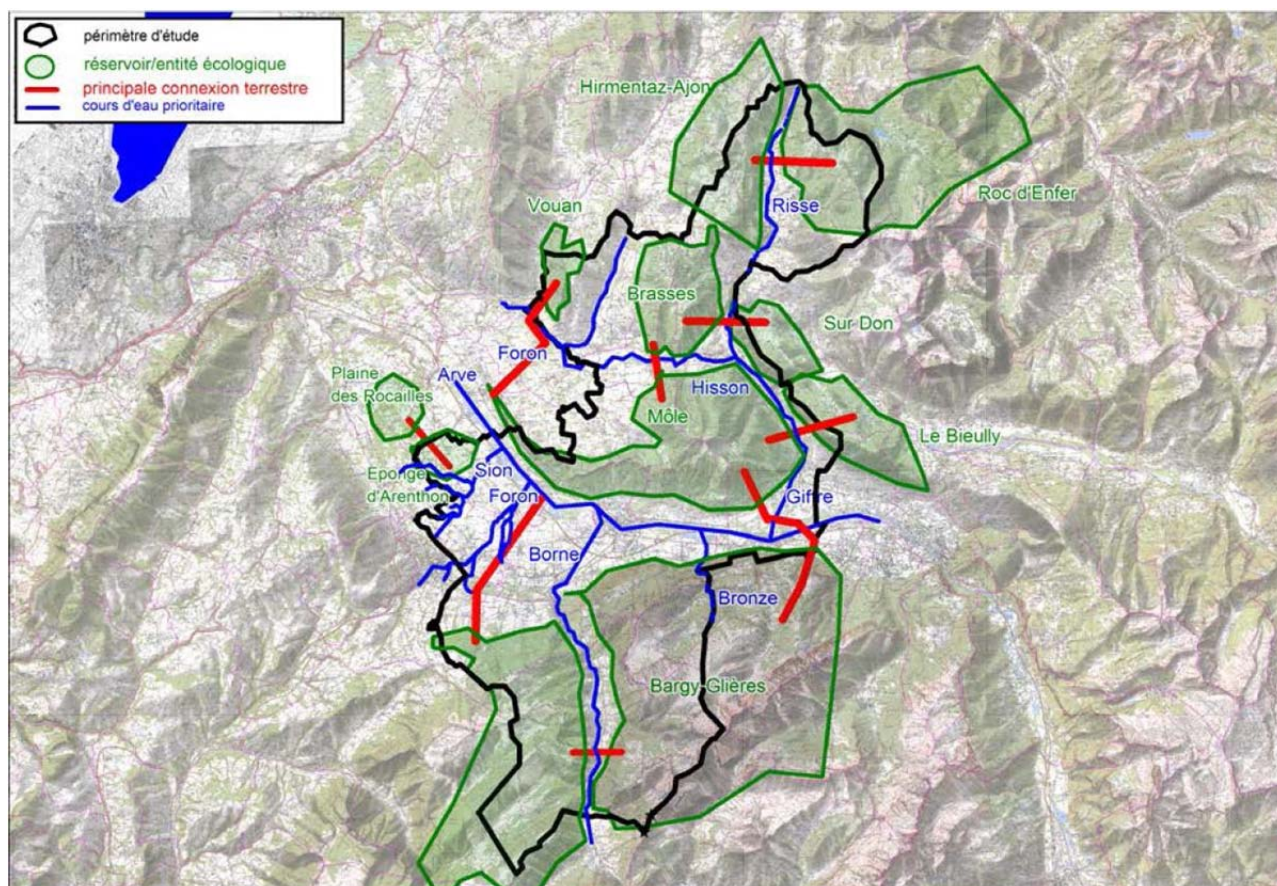 périmètre d'étude
réservoir/entité écologique
principale connexion terrestre
cours d'eau prioritaire
Hirmentaz-Ajon
Roc d'Enfer
Risse
Vouan
Brasses
Sur Don
Foron
Arve
Plaine
des Rocailles
Hisson
Môle
Le Bieully
Sion
Eponge
d'Arenthon
Foron
Giffre
Borne
Bronze
Bargy-Glières